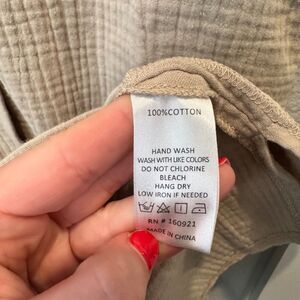 100%COTTON
HAND WASH
WASH WITH LIKE COLORS
DO NOT CHLORINE
BLEACH
HANG DRY
LOW IRON IF NEEDED
RN # 160921
MADE IN CHINA